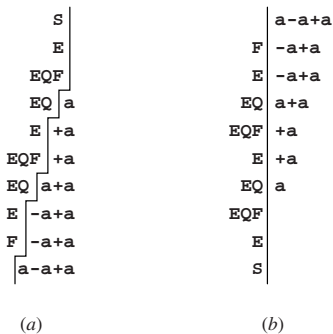 S
E
EQF
EQ a
E +a
EQF +a
EQ a+a
E -a+a
F -a+a
a-a+a
(a)
a-a+a
F -a+a
E -a+a
EQ a+a
EQF +a
E +a
EQ a
EQF
E
S
(b)